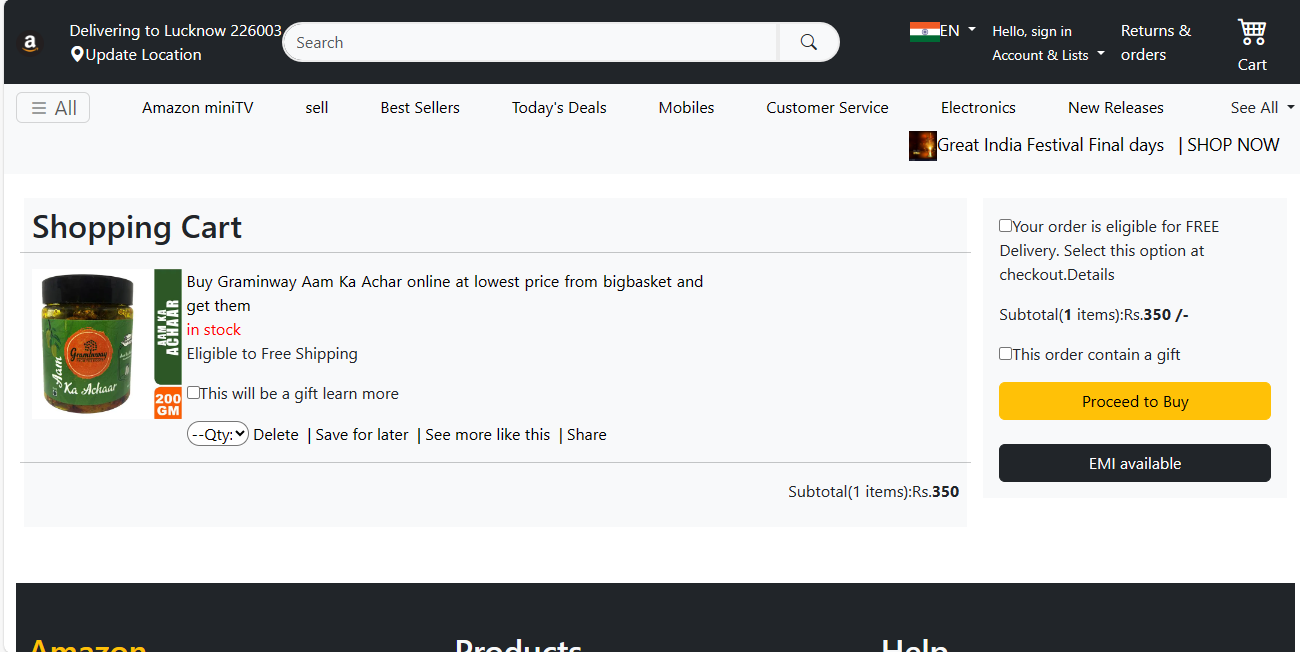 a
Delivering to Lucknow 226003
Update Location
Search
EN
Hello, sign in
Account & Lists
Returns &
orders
Cart
All
Amazon miniTV
sell
Best Sellers
Today's Deals
Mobiles
Customer Service
Electronics
New Releases
See All
Great India Festival Final days | SHOP NOW
Shopping Cart
Graminway
Aam
Ka Achaar
AAM KA
ACHAAR
200
GM
Buy Graminway Aam Ka Achar online at lowest price from bigbasket and
get them
in stock
Eligible to Free Shipping
This will be a gift learn more
--Qty:
Delete | Save for later | See more like this | Share
Subtotal(1 items):Rs.350
Your order is eligible for FREE
Delivery. Select this option at
checkout.Details
Subtotal(1 items):Rs.350 /-
This order contain a gift
Proceed to Buy
EMI available
Amazon
Products
Help